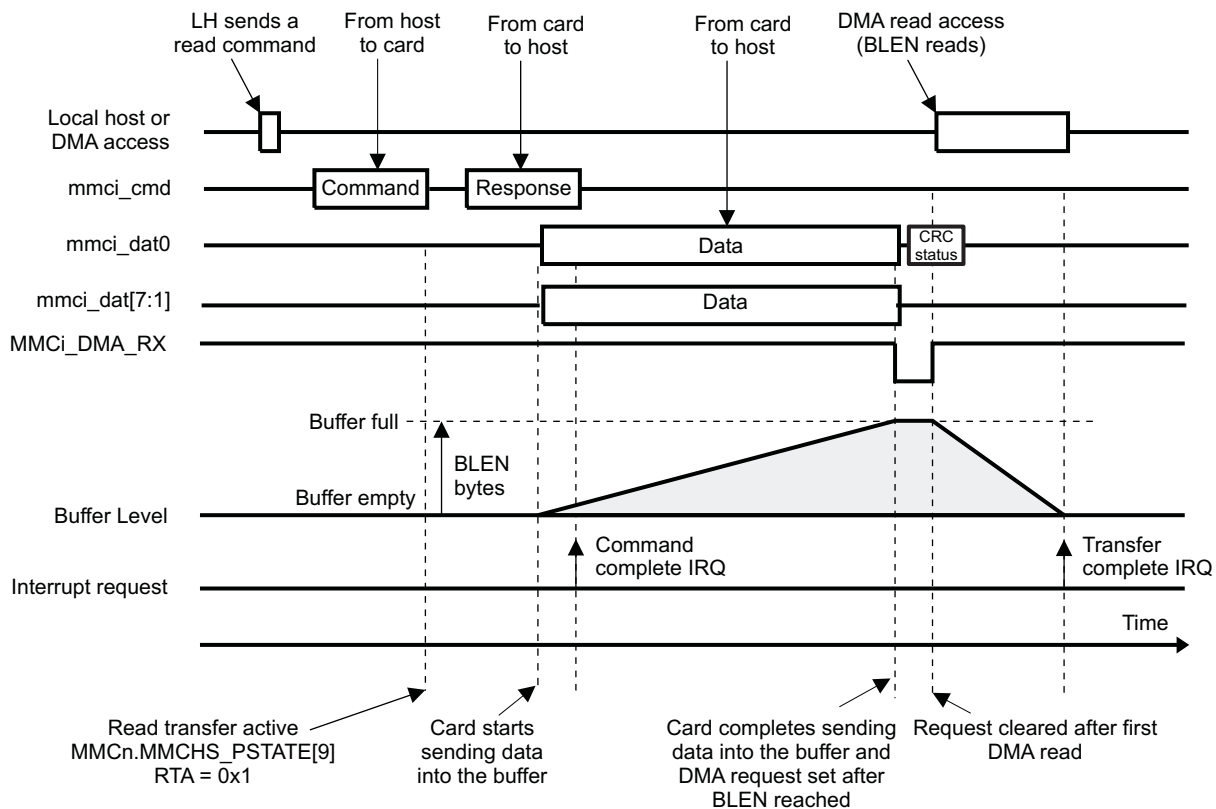 LH sends a
read command
From host
to card
From card
to host
From card
to host
DMA read access
(BLEN reads)
Local host or
DMA access
mmci_cmd
Command
Response
mmci_dat0
Data
CRC
status
mmci_dat[7:1]
Data
MMCi_DMA_RX
Buffer full
BLEN
bytes
Buffer empty
Buffer Level
Command
complete IRQ
Transfer
complete IRQ
Interrupt request
Time
Read transfer active
MMCn.MMCHS_PSTATE[9]
RTA = 0x1
Card starts
sending data
into the buffer
Card completes sending
data into the buffer and
DMA request set after
BLEN reached
Request cleared after first
DMA read